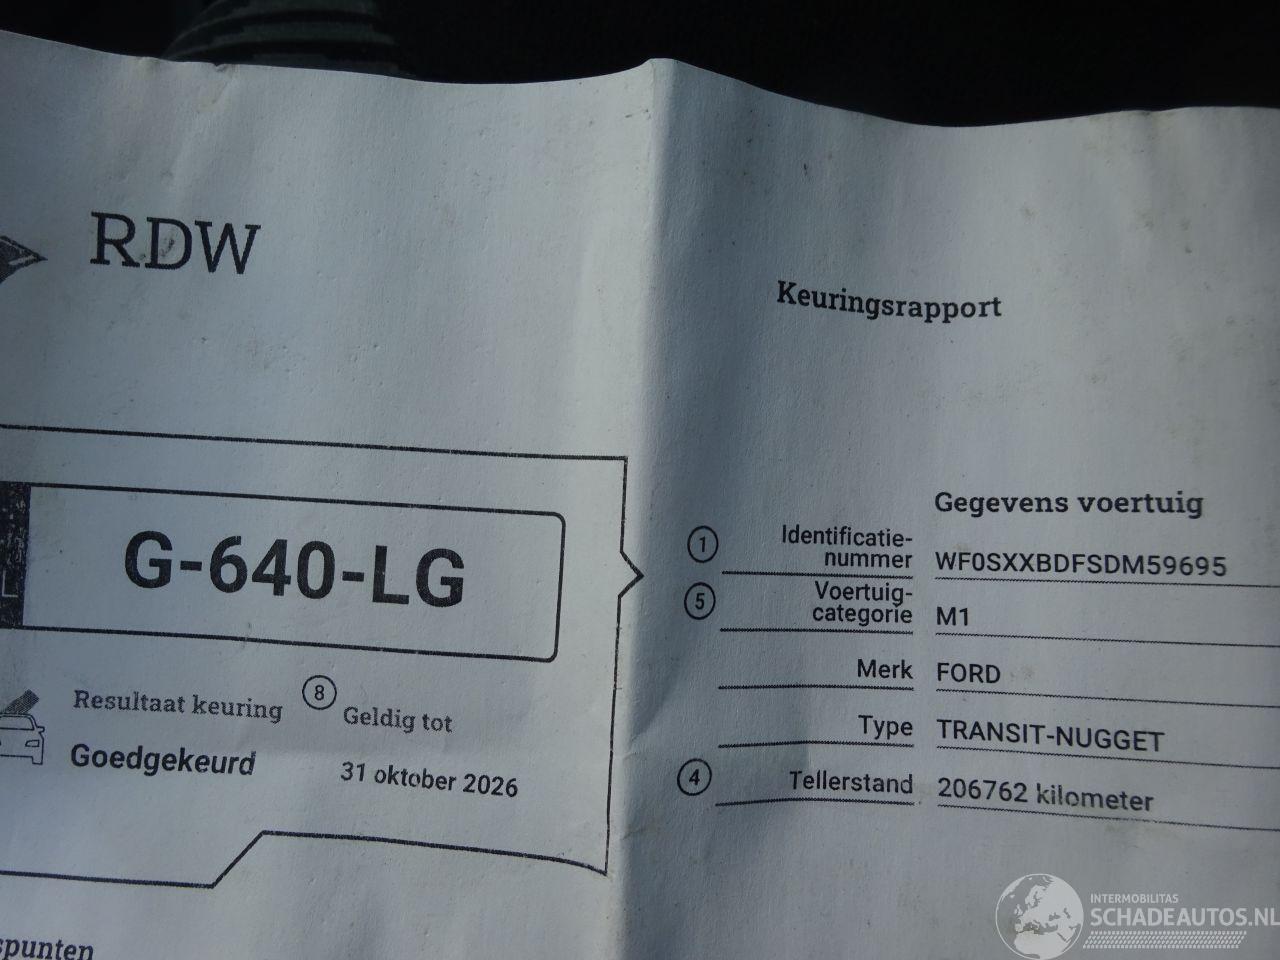 RDW
Keuringsrapport
G-640-LG
L
Resultaat keuring
8
Geldig tot
Goedgekeurd
31 oktober 2026
Gegevens voertuig
1
Identificatie-
nummer
WF0SXXBDFSDM59695
5
Voertuig-
categorie
M1
Merk
FORD
Type
TRANSIT-NUGGET
4
Tellerstand
206762 kilometer
spunten
INTERMOBILITAS
SCHADEAUTOS.NL